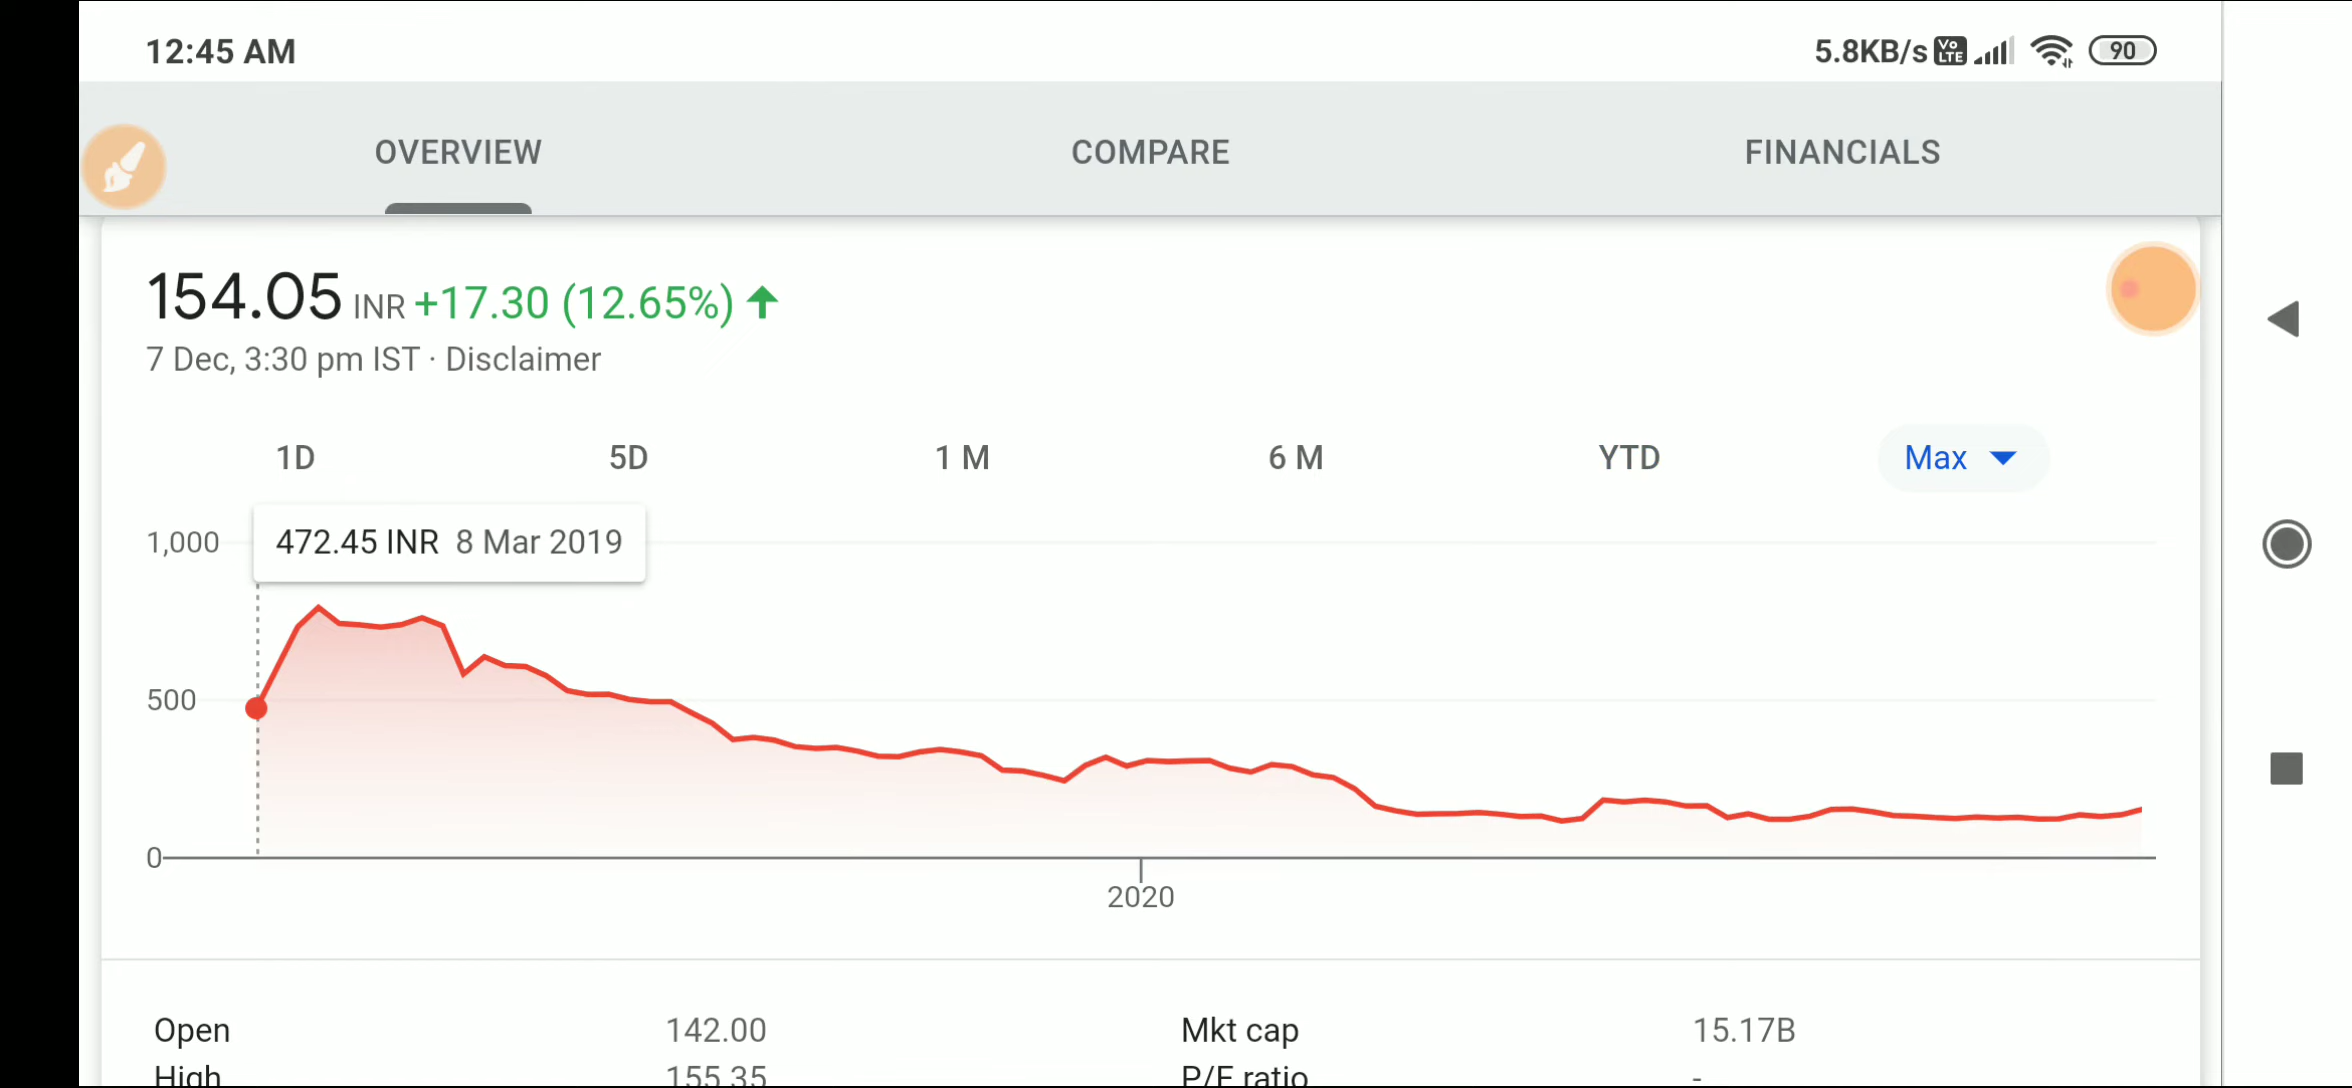 12:45 AM 5.8KB/s Vo LTE 90
OVERVIEW COMPARE FINANCIALS
154.05 INR +17.30 (12.65%)
7 Dec, 3:30 pm IST · Disclaimer
1D 5D 1 M 6 M YTD Max
1,000 472.45 INR 8 Mar 2019
500
0
2020
Open 142.00 Mkt cap 15.17B
High 155.35 P/E ratio -